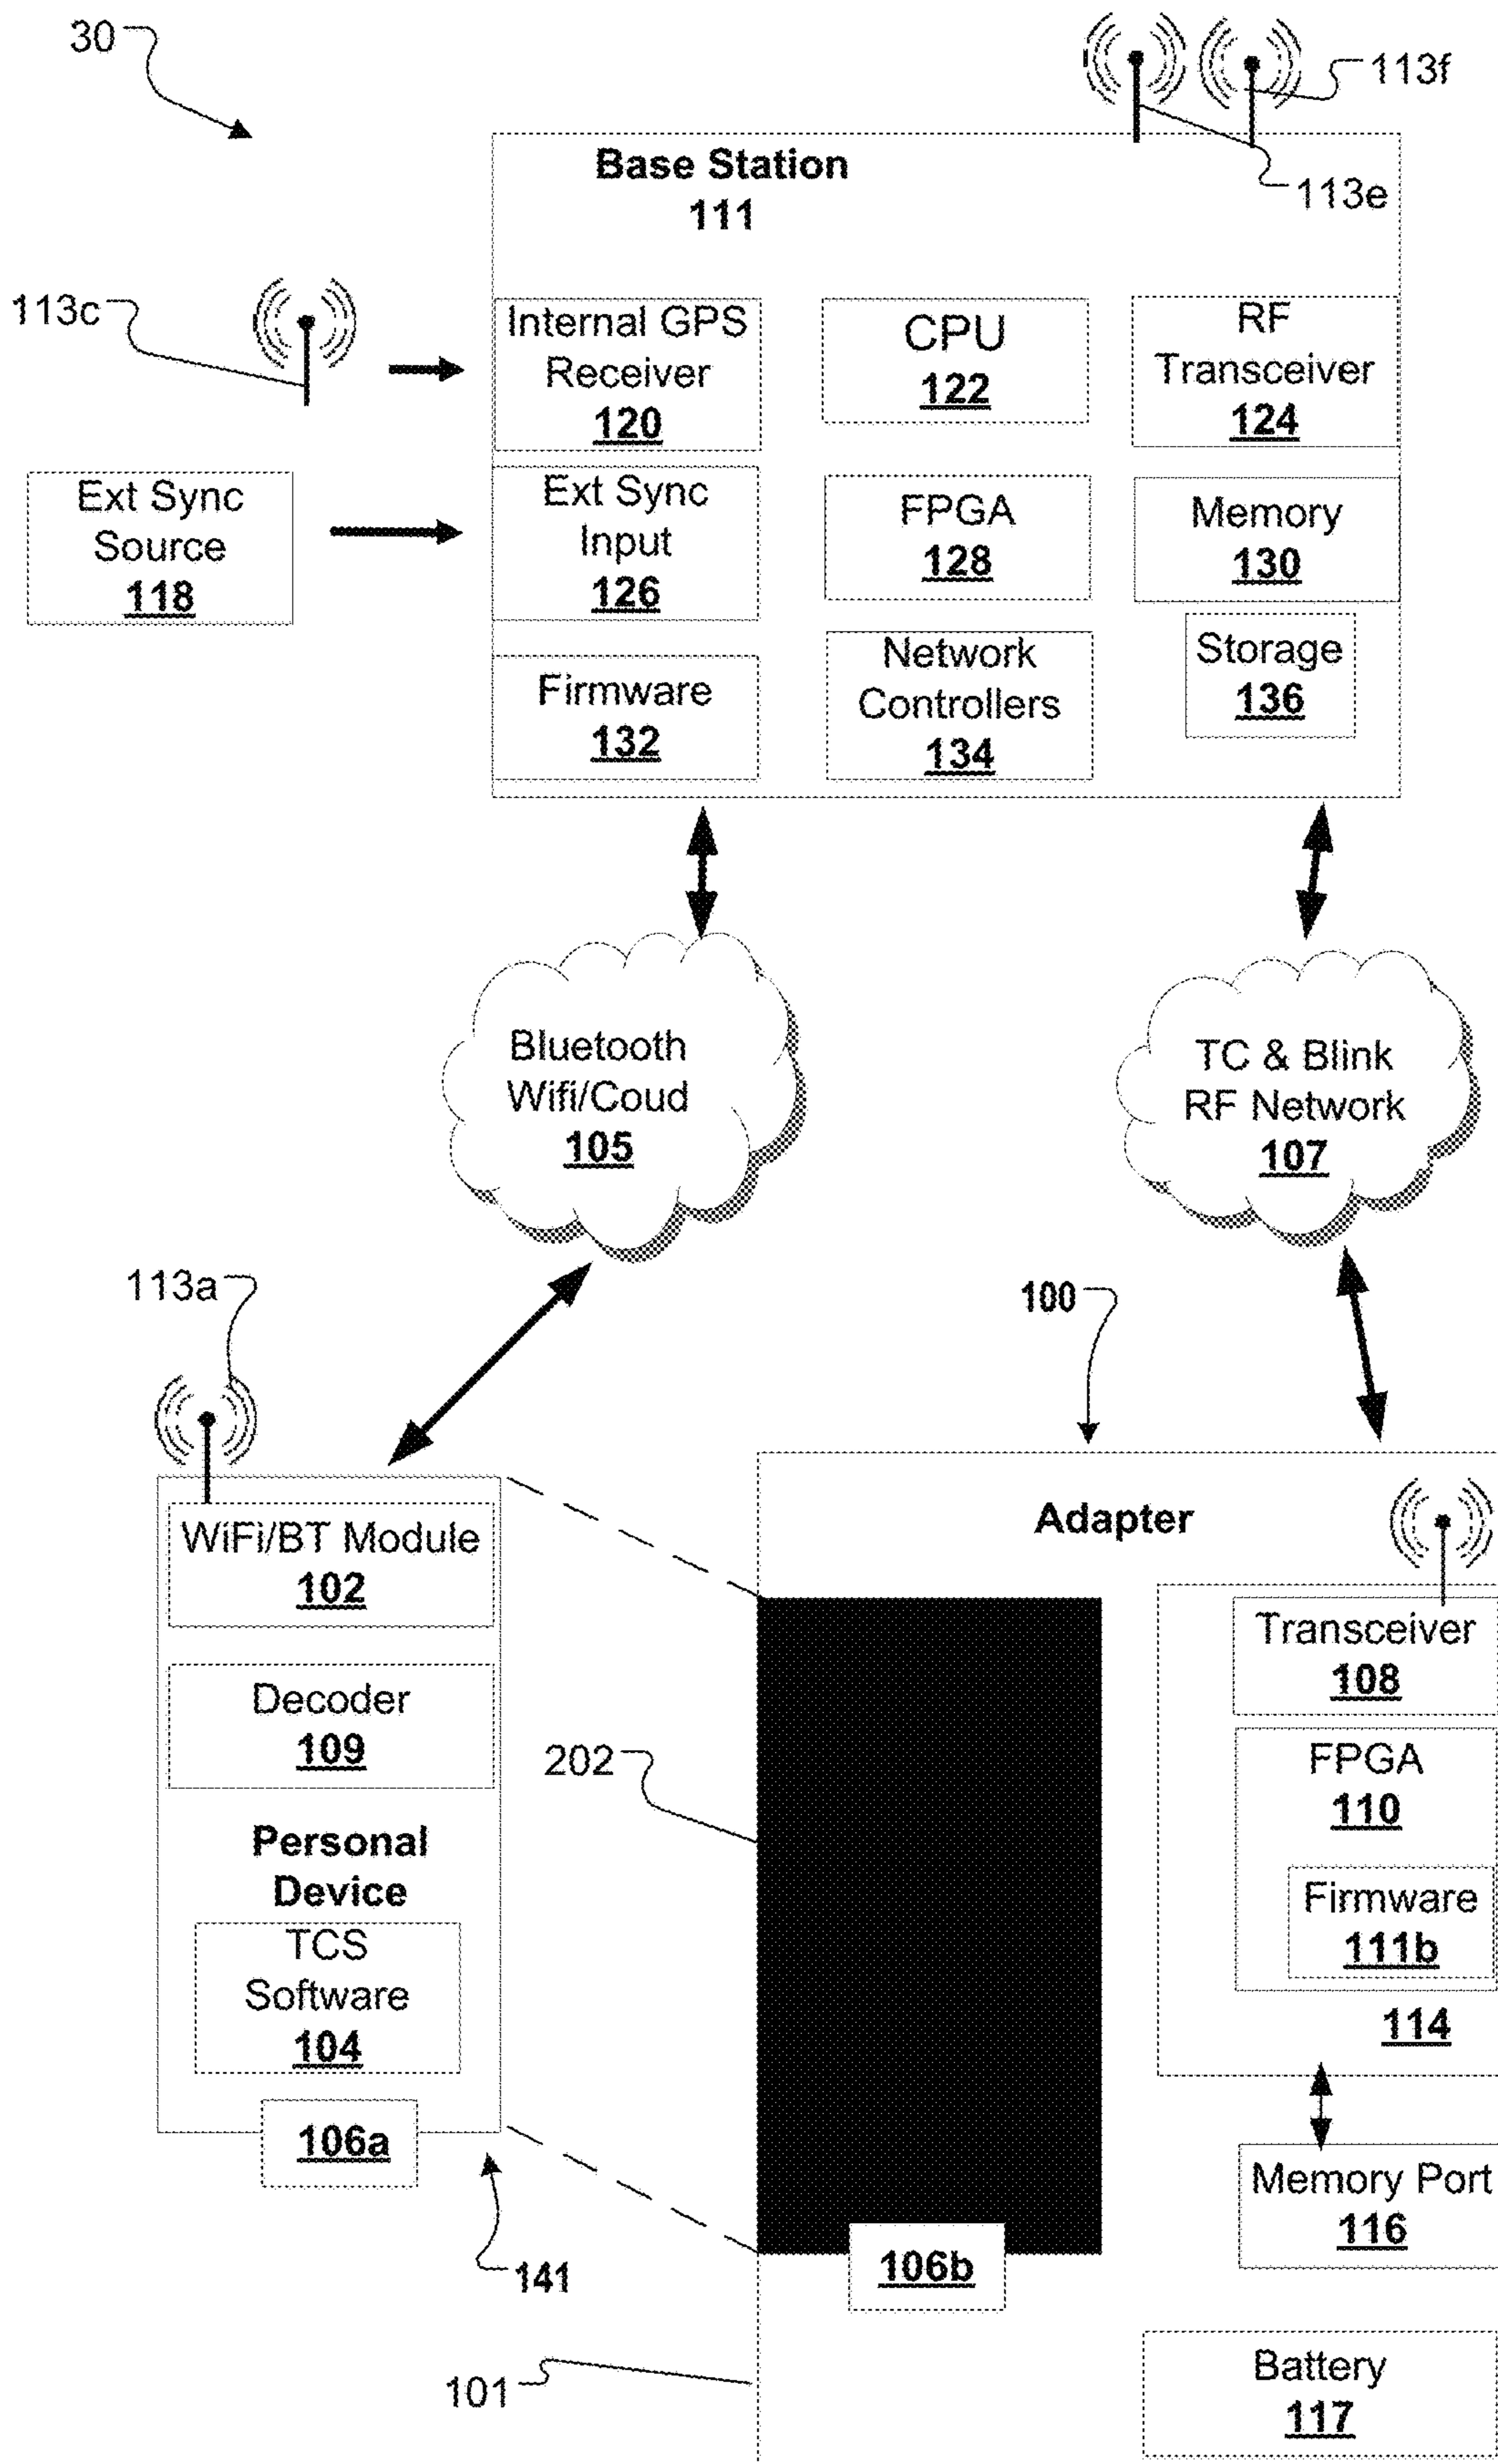 30
113f
Base Station
111
113e
113c
Internal GPS
Receiver
120
CPU
122
RF
Transceiver
124
Ext Sync
Source
118
Ext Sync
Input
126
FPGA
128
Memory
130
Firmware
132
Network
Controllers
134
Storage
136
Bluetooth
Wifi/Coud
105
TC & Blink
RF Network
107
113a
100
WiFi/BT Module
102
Decoder
109
Personal
Device
TCS
Software
104
106a
141
Adapter
Transceiver
108
202
FPGA
110
Firmware
111b
114
Memory Port
116
106b
101
Battery
117